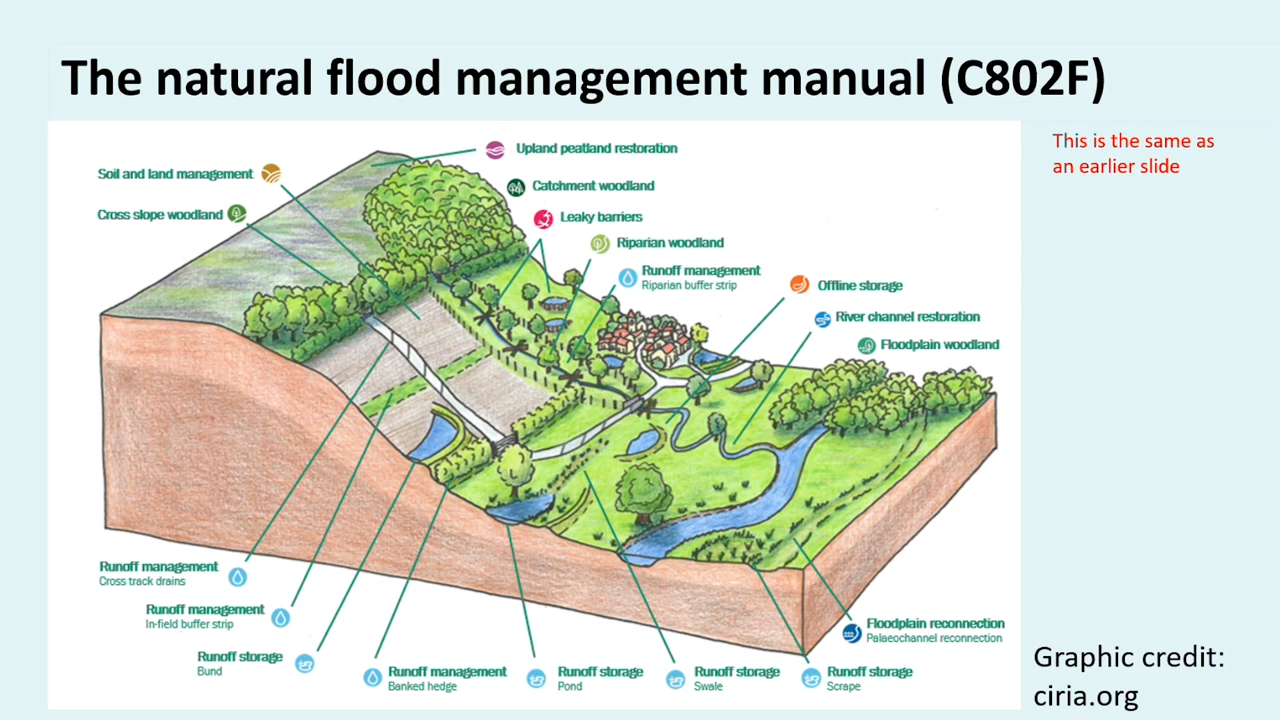 The natural flood management manual (C802F)
This is the same as
an earlier slide
Upland peatland restoration
Soil and land management
Catchment woodland
Cross slope woodland
Leaky barriers
Riparian woodland
Runoff management
Riparian buffer strip
Offline storage
River channel restoration
Floodplain woodland
Runoff management
Cross track drains
Runoff management
In-field buffer strip
Runoff storage
Bund
Runoff management
Banked hedge
Runoff storage
Pond
Runoff storage
Swale
Runoff storage
Scrape
Floodplain reconnection
Palaeochannel reconnection
Graphic credit:
ciria.org